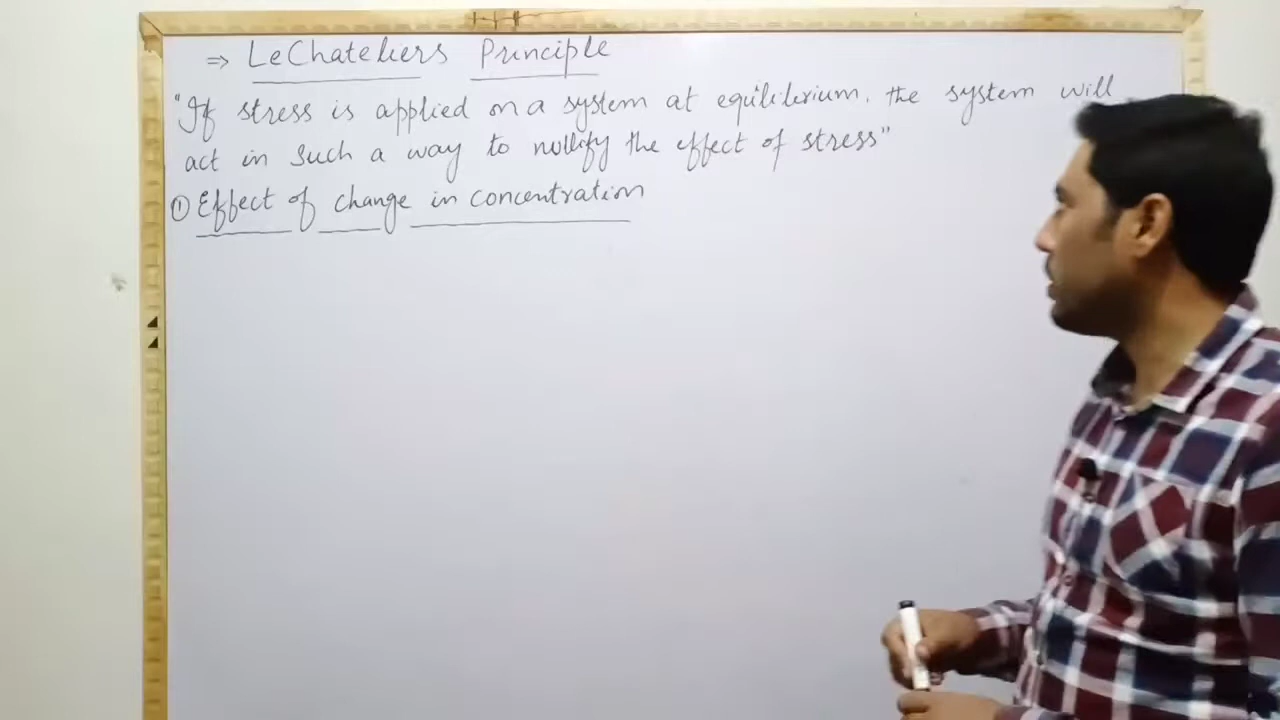 ⇒ LeChateliers Principle
"If stress is applied on a system at equilibrium, the system will
act in such a way to nullify the effect of stress"
① Effect of change in concentration